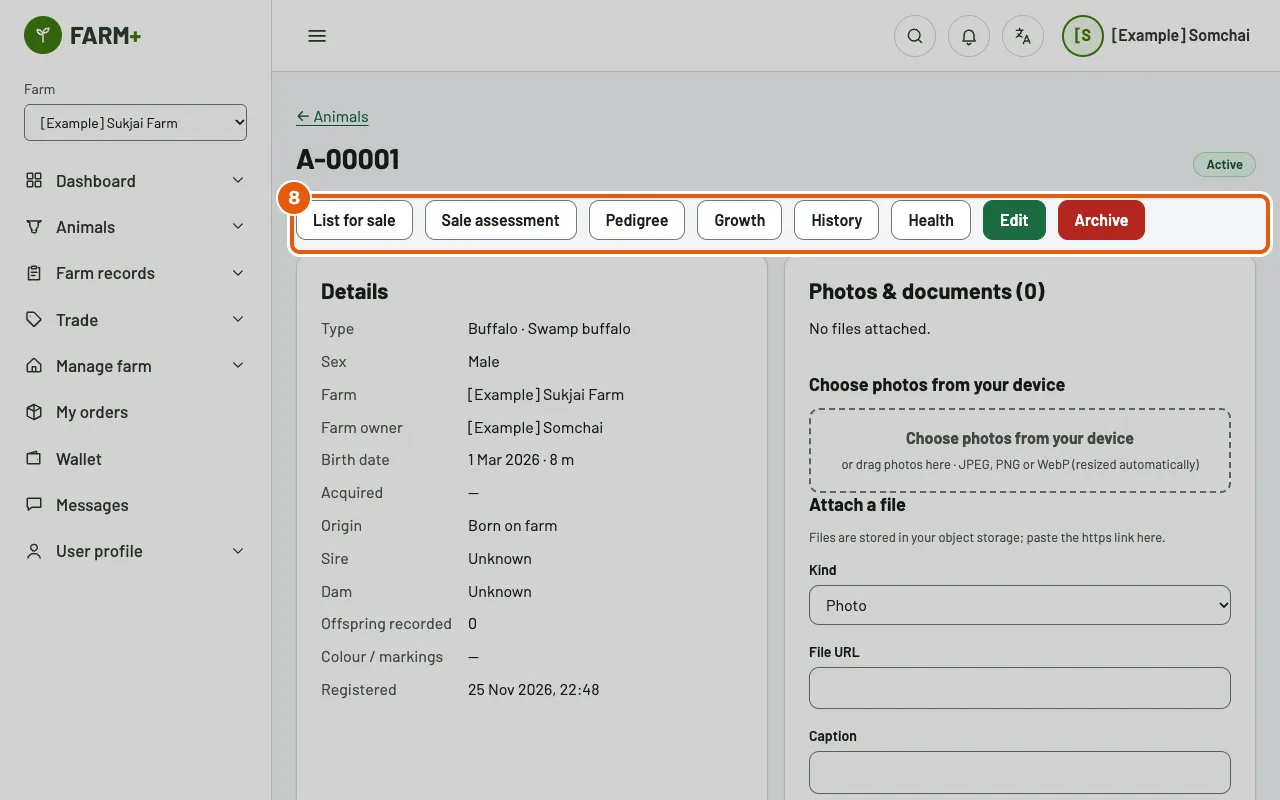 FARM+
[S
[Example] Somchai
Farm
[Example] Sukjai Farm
Dashboard
Animals
Farm records
Trade
Manage farm
My orders
Wallet
Messages
User profile
← Animals
A-00001
Active
8
List for sale
Sale assessment
Pedigree
Growth
History
Health
Edit
Archive
Details
Type Buffalo · Swamp buffalo
Sex Male
Farm [Example] Sukjai Farm
Farm owner [Example] Somchai
Birth date 1 Mar 2026 · 8 m
Acquired —
Origin Born on farm
Sire Unknown
Dam Unknown
Offspring recorded 0
Colour / markings —
Registered 25 Nov 2026, 22:48
Photos & documents (0)
No files attached.
Choose photos from your device
Choose photos from your device
or drag photos here · JPEG, PNG or WebP (resized automatically)
Attach a file
Files are stored in your object storage; paste the https link here.
Kind
Photo
File URL
Caption